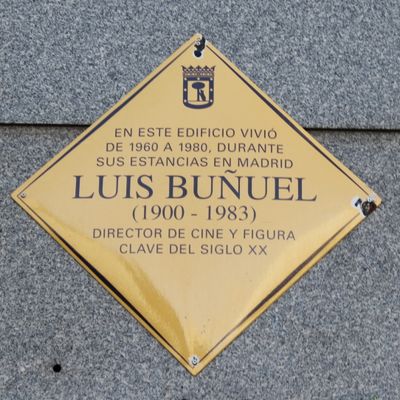 EN ESTE EDIFICIO VIVIÓ
DE 1960 A 1980, DURANTE
SUS ESTANCIAS EN MADRID
LUIS BUÑUEL
(1900 - 1983)
DIRECTOR DE CINE Y FIGURA
CLAVE DEL SIGLO XX